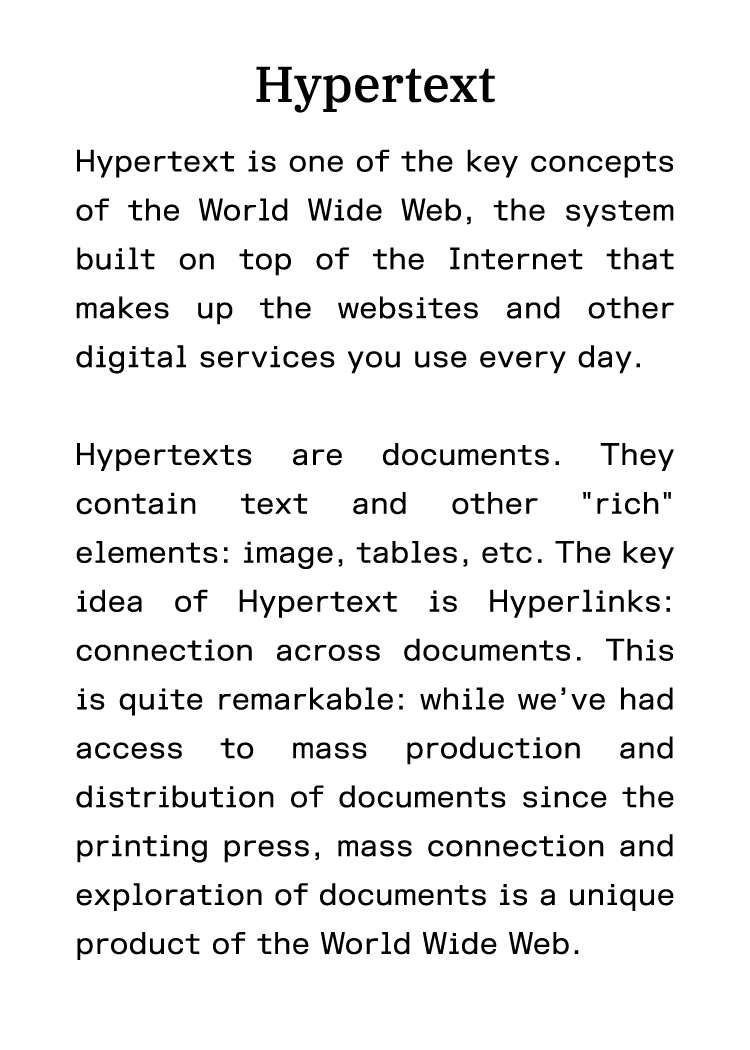 Hypertext
Hypertext is one of the key concepts
of the World Wide Web, the system
built on top of the Internet that
makes up the websites and other
digital services you use every day.
Hypertexts are documents. They
contain text and other "rich"
elements: image, tables, etc. The key
idea of Hypertext is Hyperlinks:
connection across documents. This
is quite remarkable: while we’ve had
access to mass production and
distribution of documents since the
printing press, mass connection and
exploration of documents is a unique
product of the World Wide Web.